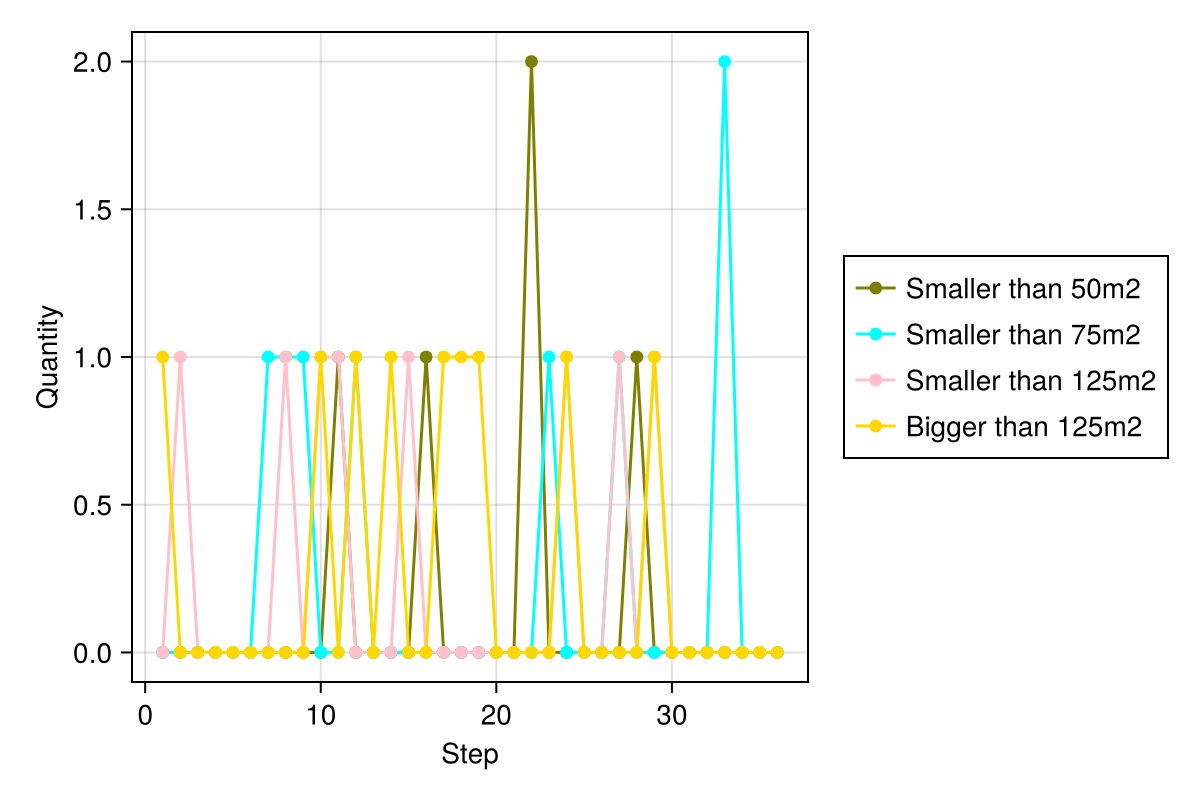 2.0
1.5
1.0
0.5
0.0
Quantity
0 10 20 30
Step
Smaller than 50m2
Smaller than 75m2
Smaller than 125m2
Bigger than 125m2